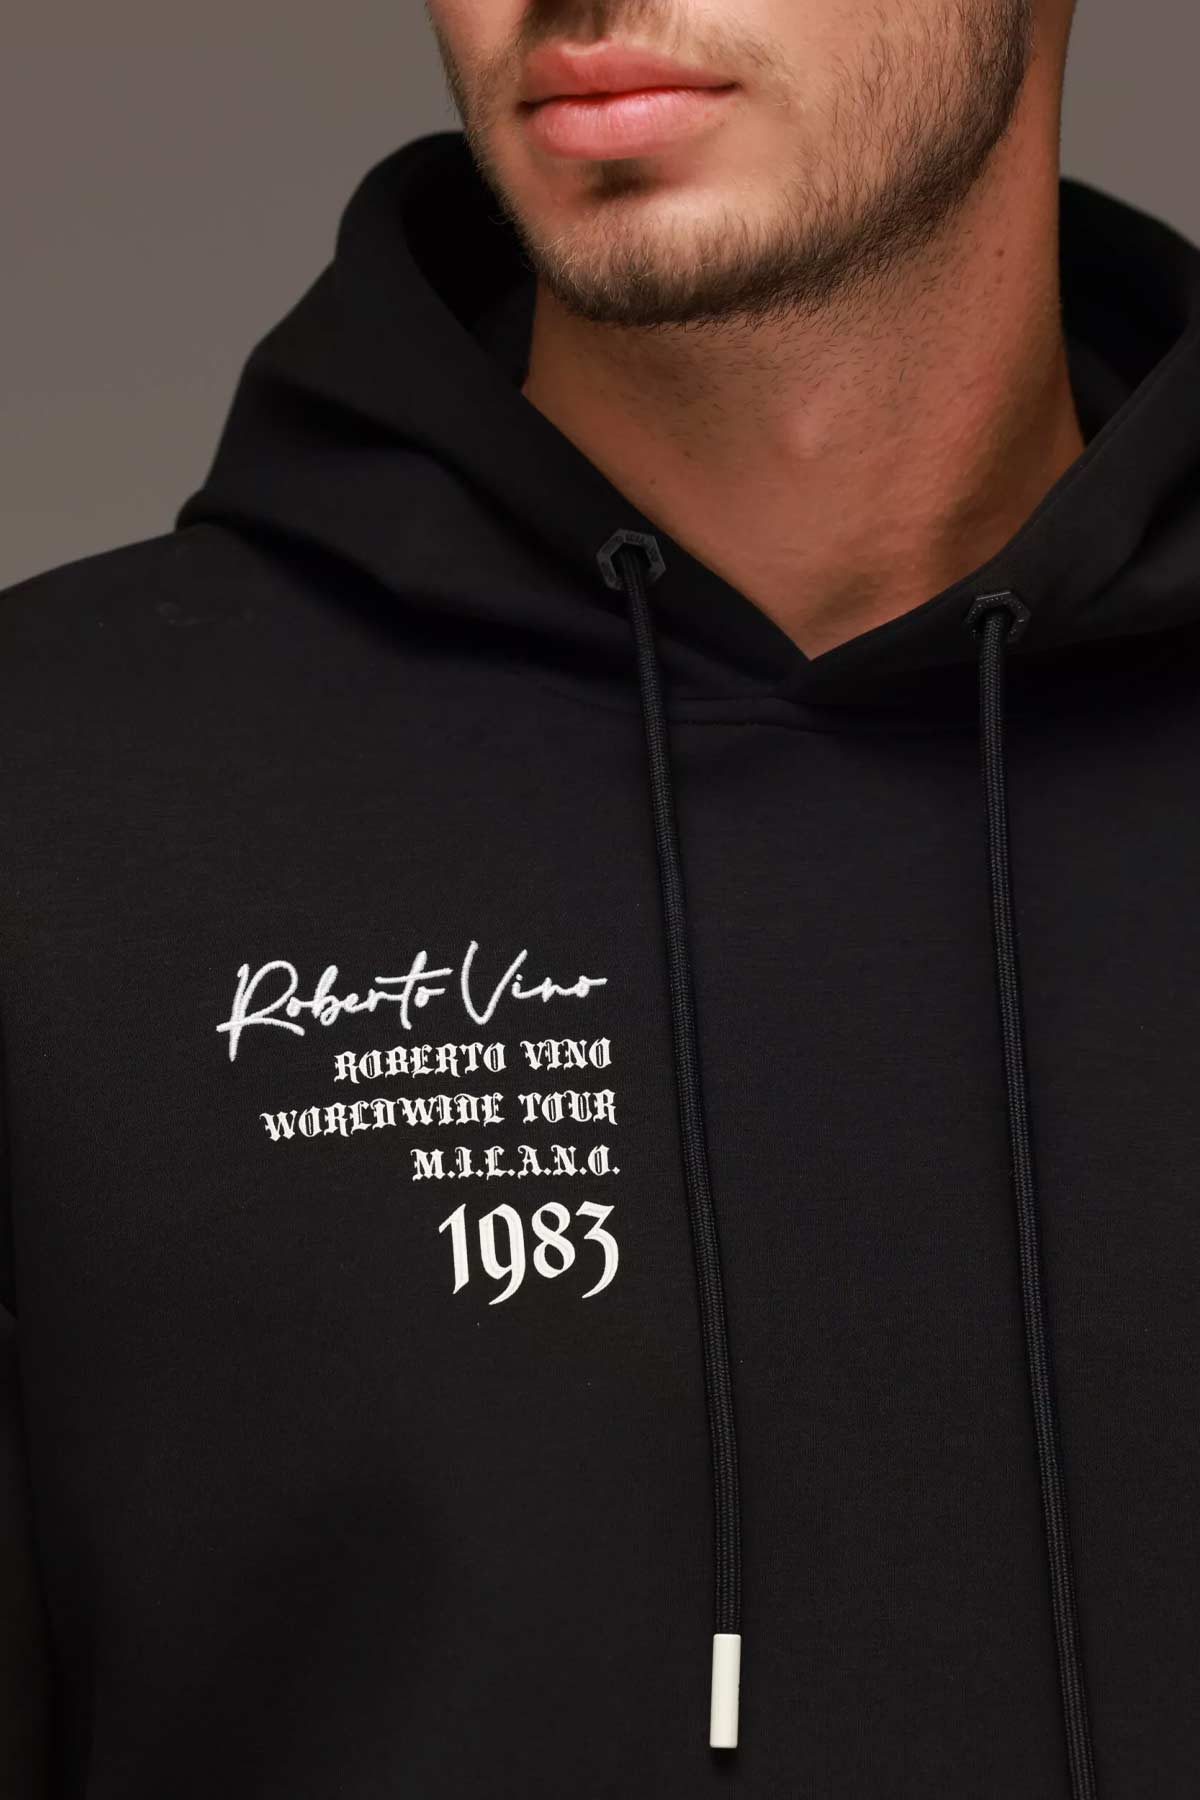 Roberto Vino
ROBERTO VINO
WORLDWIDE TOUR
M.I.L.A.N.O.
1983